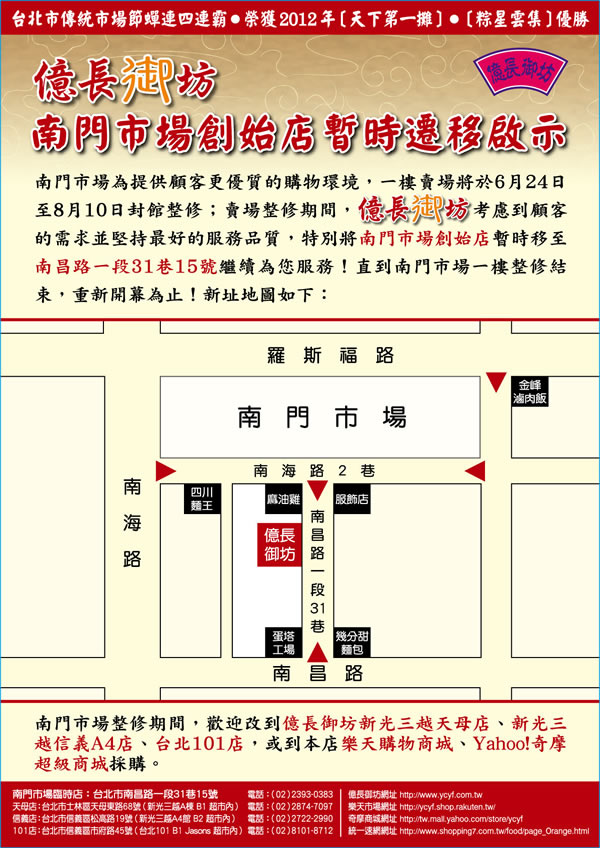 台北市傳統市場節蟬連四連霸●榮獲2012年〔天下第一攤〕●〔粽星雲集〕優勝
億長御坊
億長御坊
南門市場創始店暫時遷移啟示
南門市場為提供顧客更優質的購物環境，一樓賣場將於6月24日
至8月10日封館整修；賣場整修期間，億長御坊考慮到顧客
的需求並堅持最好的服務品質，特別將南門市場創始店暫時移至
南昌路一段31巷15號繼續為您服務！直到南門市場一樓整修結
束，重新開幕為止！新址地圖如下：
羅斯福路
金峰
滷肉飯
南門市場
南海路2巷
南海路
四川
麵王
麻油雞
服飾店
億長
御坊
南昌路一段31巷
蛋塔
工場
幾分甜
麵包
南昌路
南門市場整修期間，歡迎改到億長御坊新光三越天母店、新光三
越信義A4店、台北101店，或到本店樂天購物商城、Yahoo!奇摩
超級商城採購。
南門市場臨時店：台北市南昌路一段31巷15號 電話：(02)2393-0383 億長御坊網址 http://www.ycyf.com.tw
天母店：台北市士林區天母東路68號（新光三越A棟 B1 超市內） 電話：(02)2874-7097 樂天市場網址 http://ycyf.shop.rakuten.tw/
信義店：台北市信義區松高路19號（新光三越A4館 B2 超市內） 電話：(02)2722-2990 奇摩商城網址 http://tw.mall.yahoo.com/store/ycyf
101店：台北市信義區市府路45號（台北101 B1 Jasons 超市內） 電話：(02)8101-8712 統一速網網址 http://www.shopping7.com.tw/food/page_Orange.html